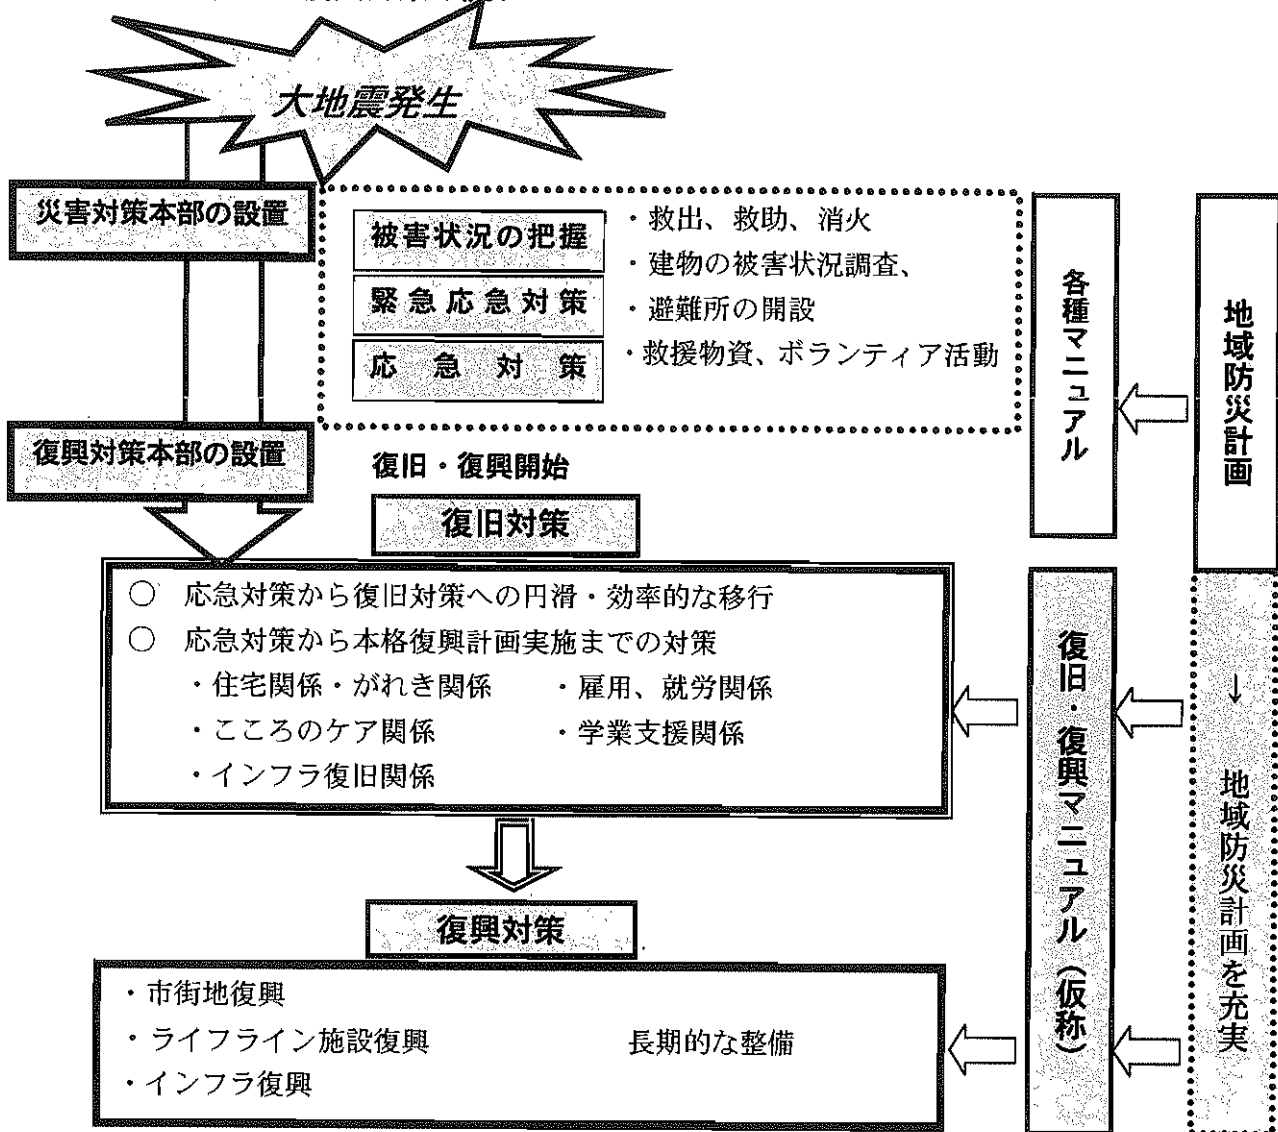 大地震発生
災害対策本部の設置
被害状況の把握
緊急応急対策
応急対策
・救出、救助、消火
・建物の被害状況調査、
・避難所の開設
・救援物資、ボランティア活動
各種マニュアル
地域防災計画
復興対策本部の設置
復旧・復興開始
復旧対策
○ 応急対策から復旧対策への円滑・効率的な移行
○ 応急対策から本格復興計画実施までの対策
・住宅関係・がれき関係 ・雇用、就労関係
・こころのケア関係 ・学業支援関係
・インフラ復旧関係
復旧・復興マニュアル（仮称）
→ 地域防災計画を充実
復興対策
・市街地復興
・ライフライン施設復興 長期的な整備
・インフラ復興